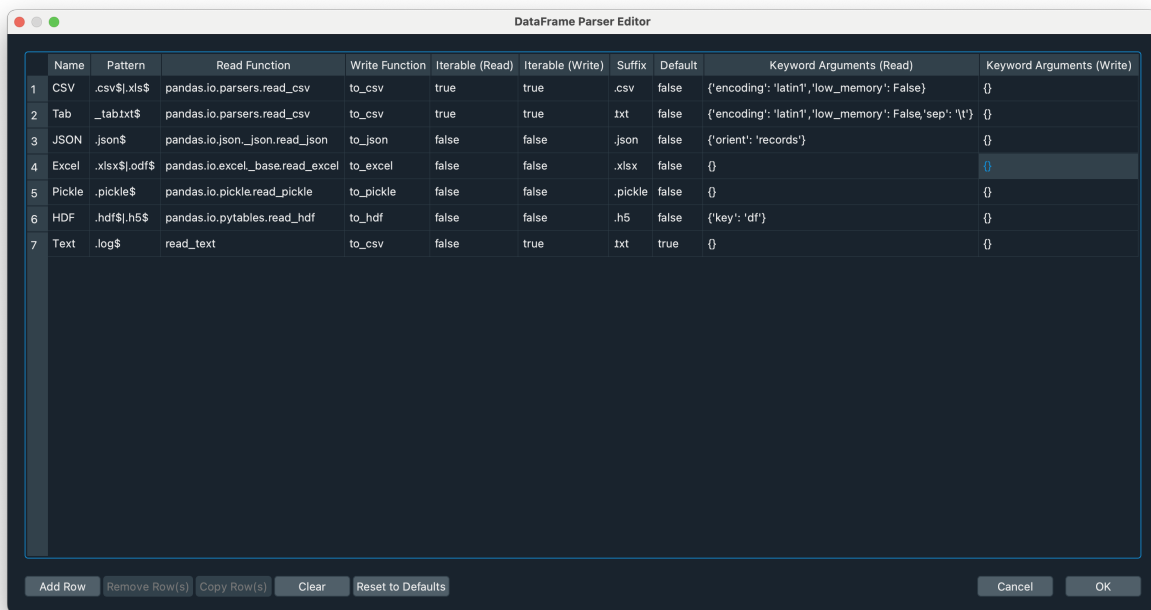 DataFrame Parser Editor
Name Pattern Read Function Write Function Iterable (Read) Iterable (Write) Suffix Default Keyword Arguments (Read) Keyword Arguments (Write)
1 CSV .csv$|.xls$ pandas.io.parsers.read_csv to_csv true true .csv false {'encoding': 'latin1','low_memory': False} {}
2 Tab _tab.txt$ pandas.io.parsers.read_csv to_csv true true .txt false {'encoding': 'latin1','low_memory': False,'sep': '\t'} {}
3 JSON .json$ pandas.io.json._json.read_json to_json false false .json false {'orient': 'records'} {}
4 Excel .xlsx$|.odf$ pandas.io.excel._base.read_excel to_excel false false .xlsx false {} {}
5 Pickle .pickle$ pandas.io.pickle.read_pickle to_pickle false false .pickle false {} {}
6 HDF .hdf$|.h5$ pandas.io.pytables.read_hdf to_hdf false false .h5 false {'key': 'df'} {}
7 Text .log$ read_text to_csv false true .txt true {} {}
Add Row Remove Row(s) Copy Row(s) Clear Reset to Defaults Cancel OK